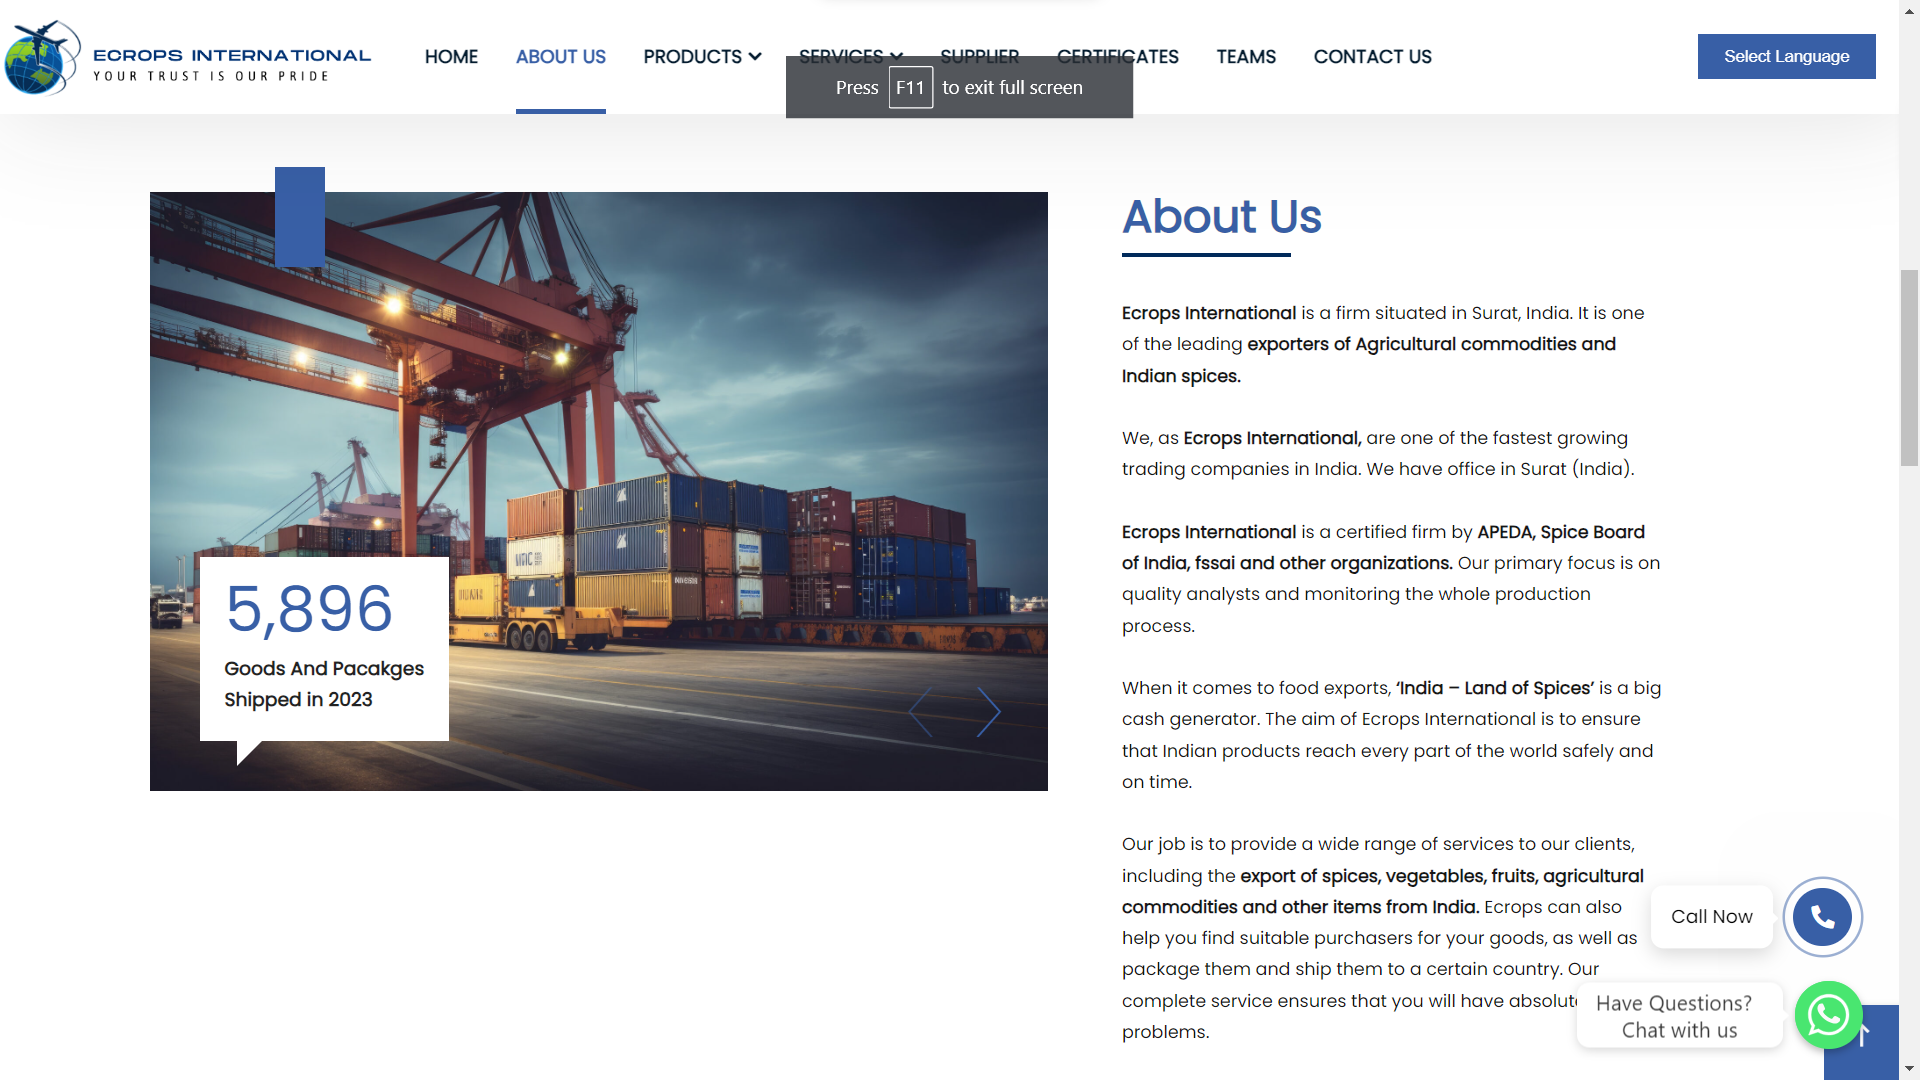 ECROPS INTERNATIONAL
YOUR TRUST IS OUR PRIDE
HOME
ABOUT US
PRODUCTS
SERVICES
SUPPLIER
CERTIFICATES
TEAMS
CONTACT US
Select Language
Press F11 to exit full screen
5,896
Goods And Pacakges
Shipped in 2023
About Us
Ecrops International is a firm situated in Surat, India. It is one
of the leading exporters of Agricultural commodities and
Indian spices.
We, as Ecrops International, are one of the fastest growing
trading companies in India. We have office in Surat (India).
Ecrops International is a certified firm by APEDA, Spice Board
of India, fssai and other organizations. Our primary focus is on
quality analysts and monitoring the whole production
process.
When it comes to food exports, ‘India – Land of Spices’ is a big
cash generator. The aim of Ecrops International is to ensure
that Indian products reach every part of the world safely and
on time.
Our job is to provide a wide range of services to our clients,
including the export of spices, vegetables, fruits, agricultural
commodities and other items from India. Ecrops can also
help you find suitable purchasers for your goods, as well as
package them and ship them to a certain country. Our
complete service ensures that you will have
problems.
Call Now
Have Questions?
Chat with us